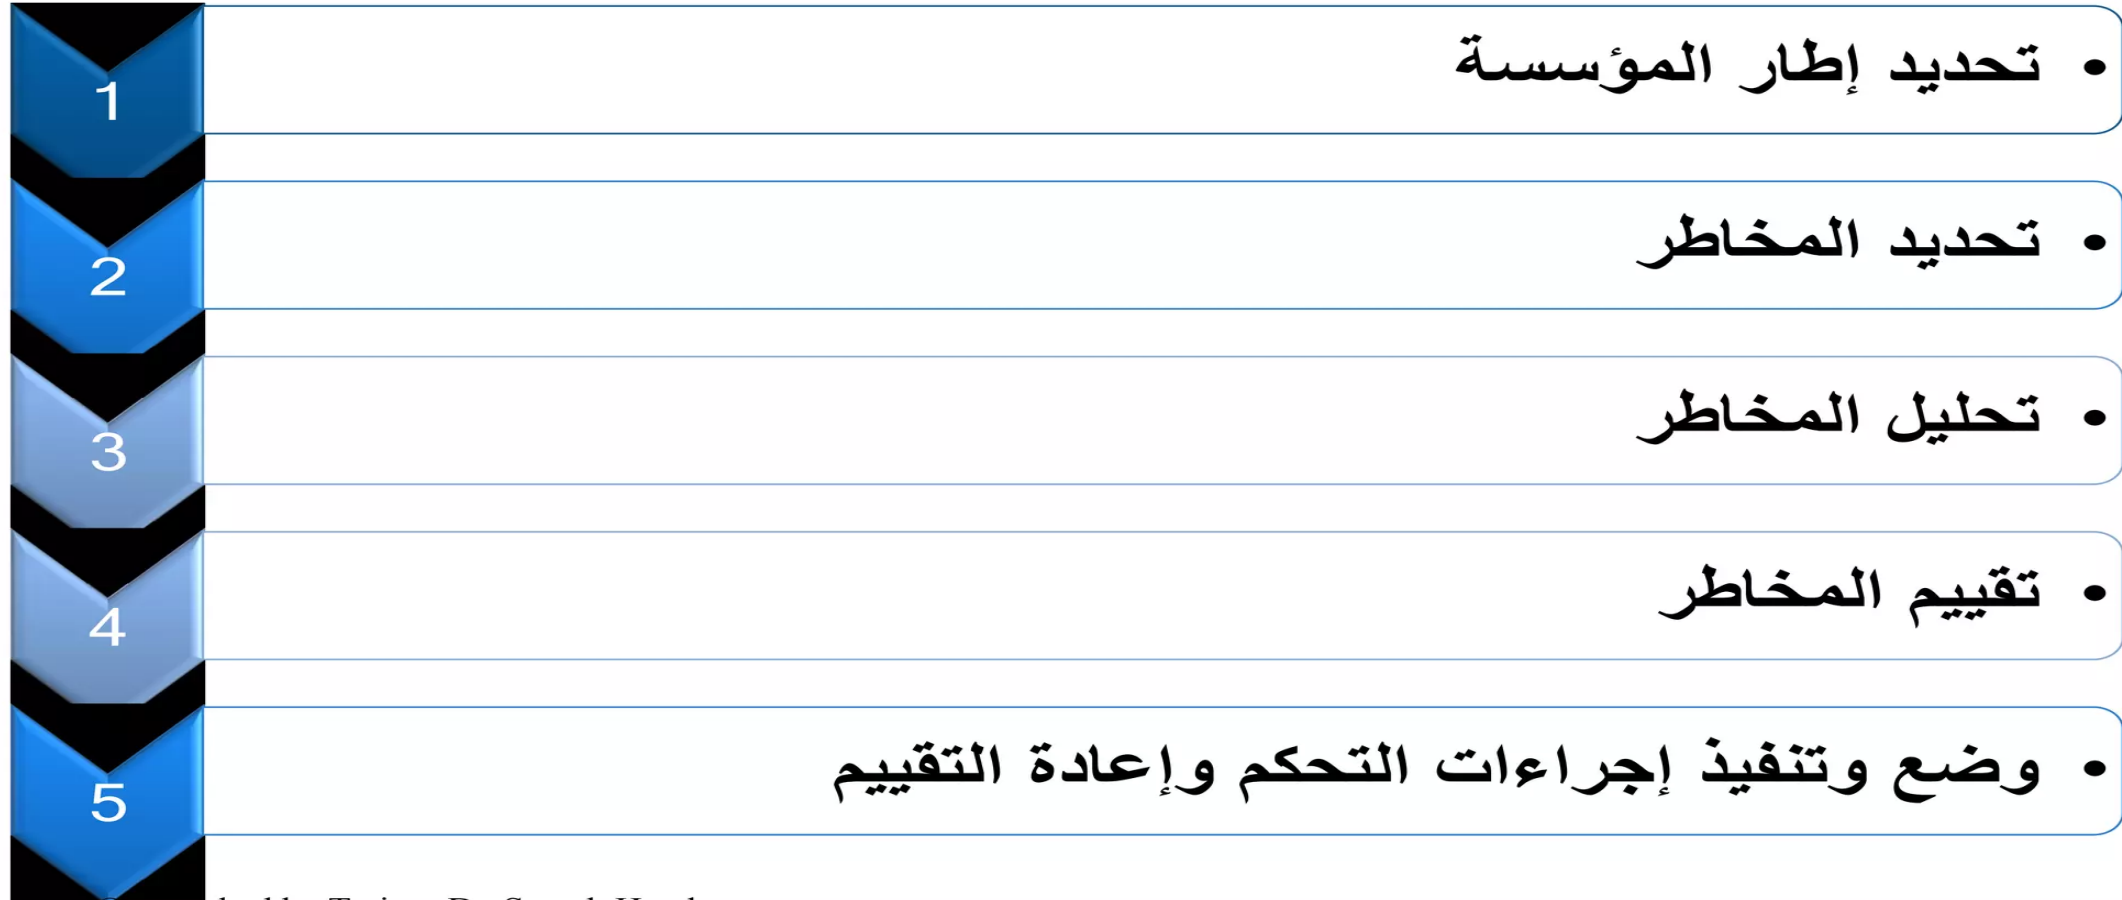 1
• تحديد إطار المؤسسة
2
• تحديد المخاطر
3
• تحليل المخاطر
4
• تقييم المخاطر
5
• وضع وتنفيذ إجراءات التحكم وإعادة التقييم